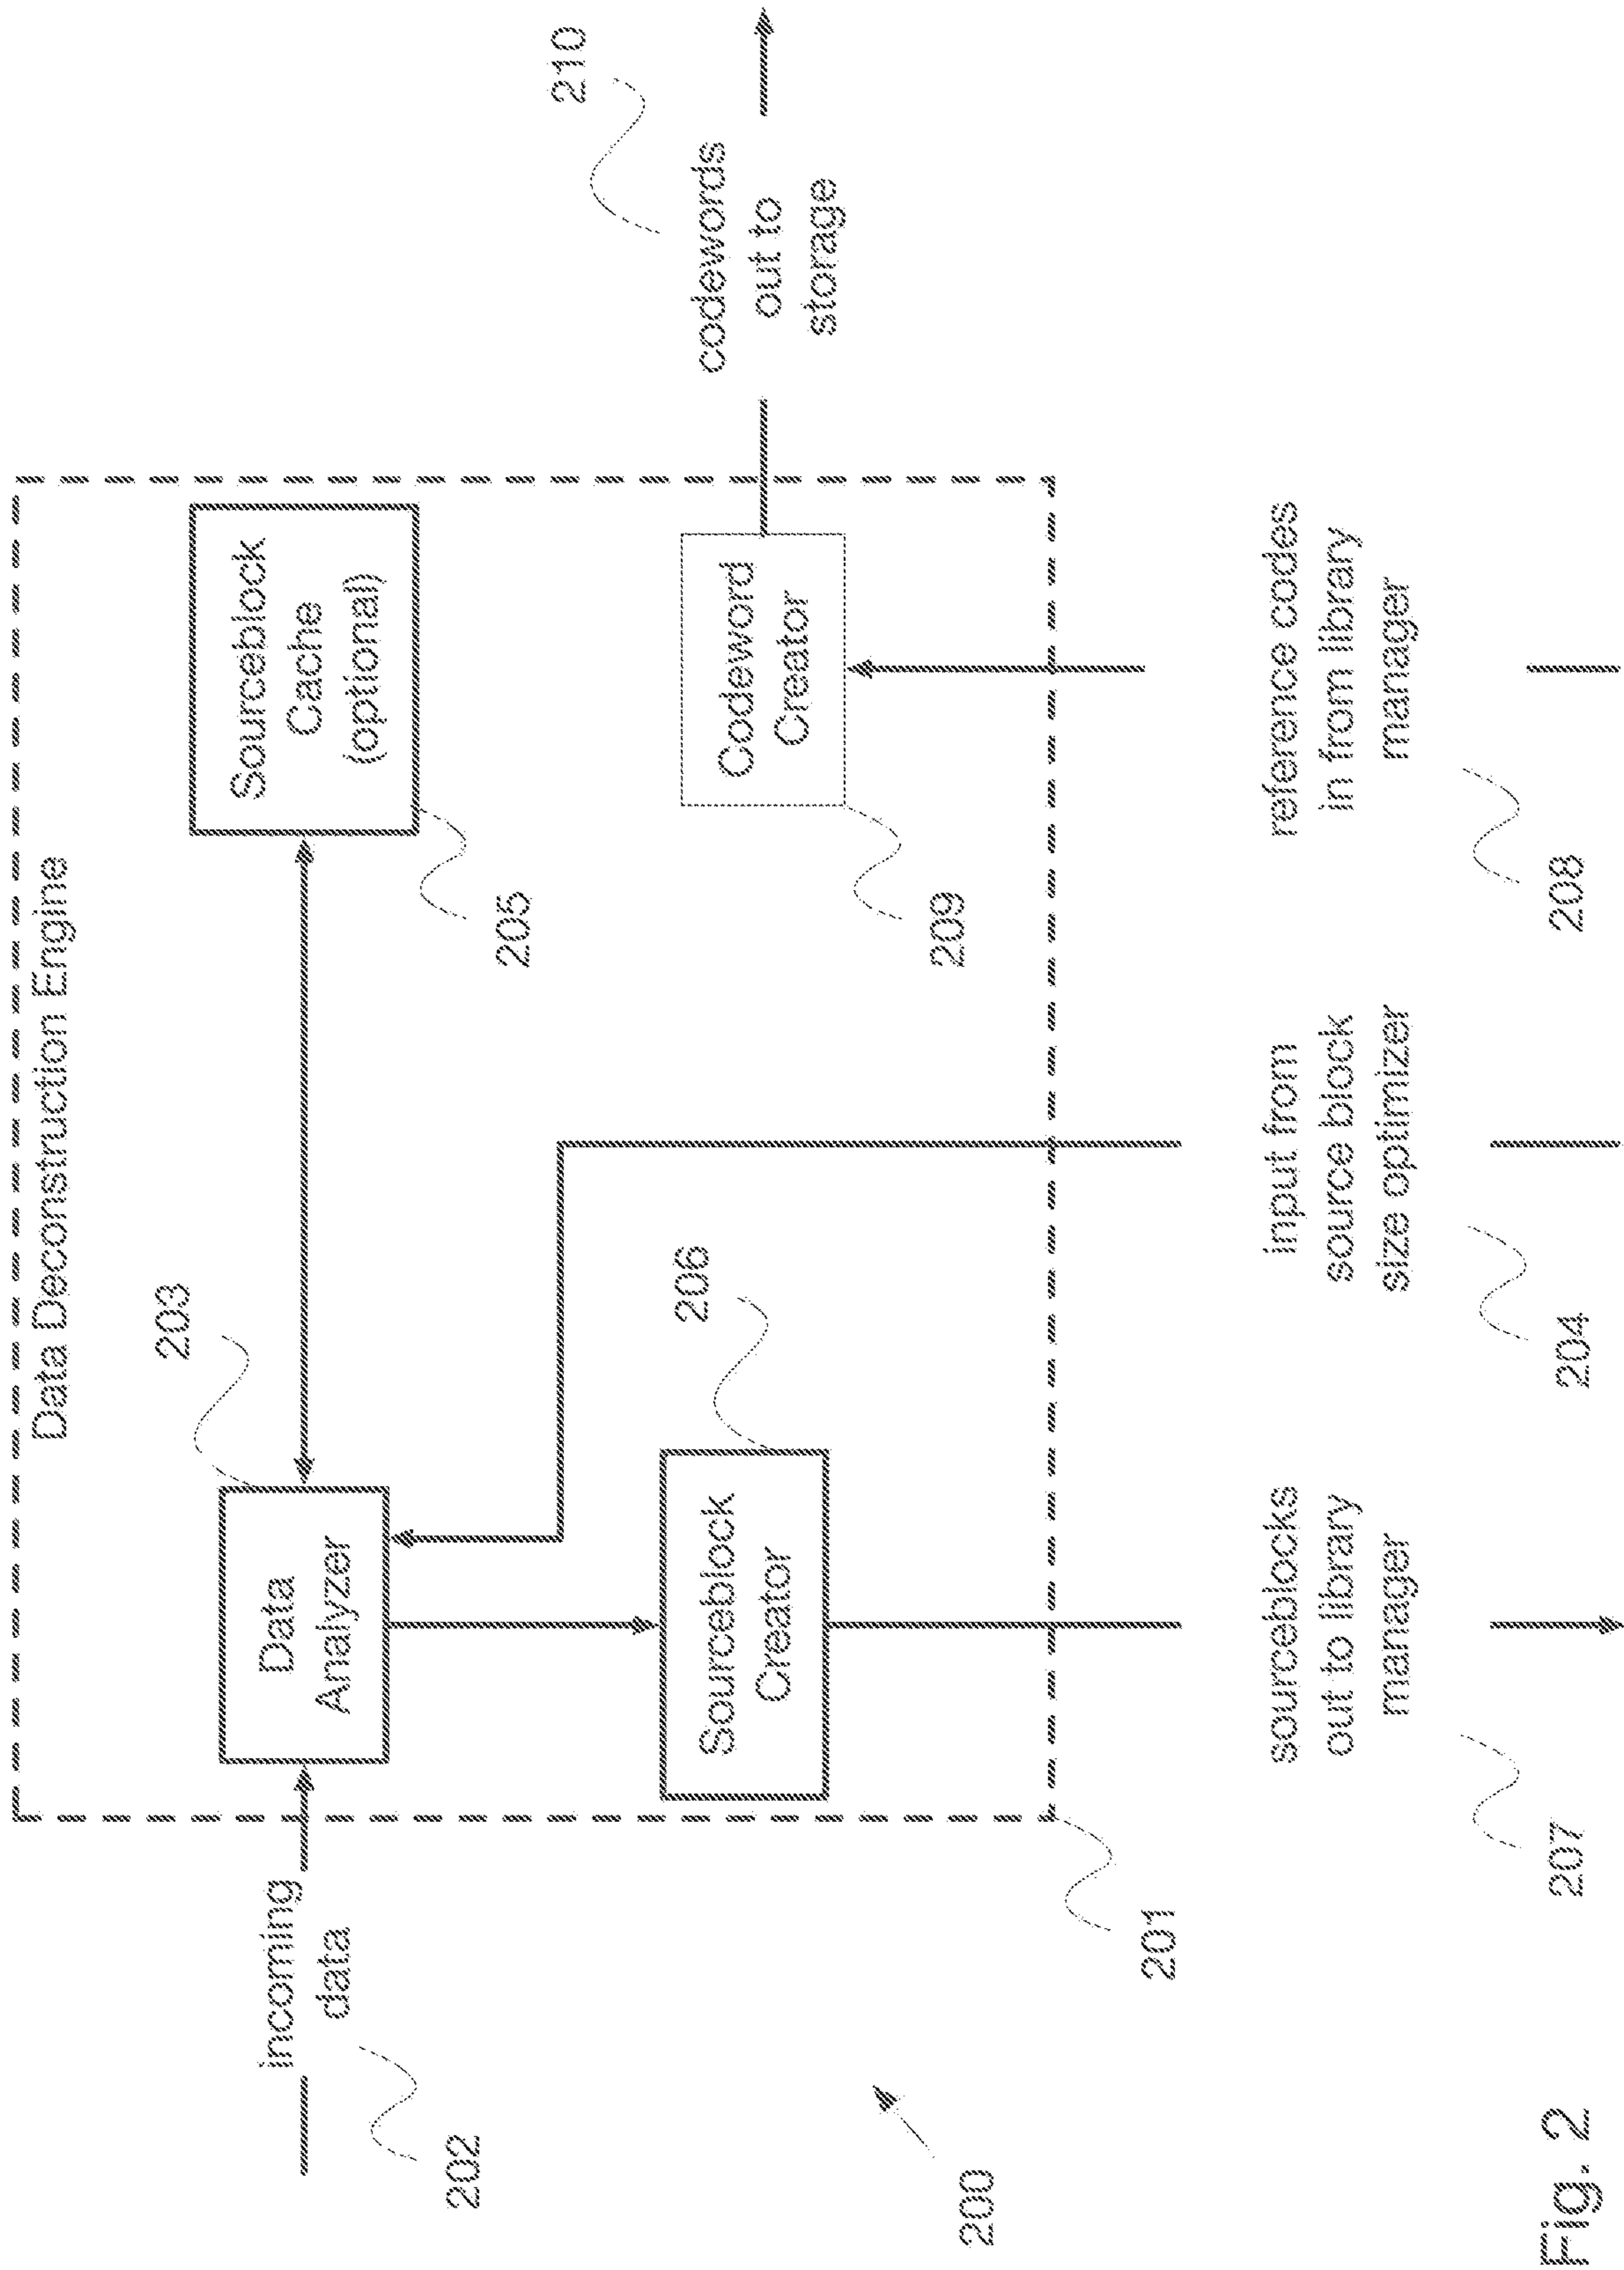 Data Deconstruction Engine
incoming
data
202
203
Data
Analyzer
Sourceblock
Cache
(optional)
205
206
Sourceblock
Creator
Codeword
Creator
209
210
codewords
out to
storage
200
201
sourceblocks
out to library
manager
207
input from
source block
size optimizer
204
reference codes
in from library
manager
208
Fig. 2